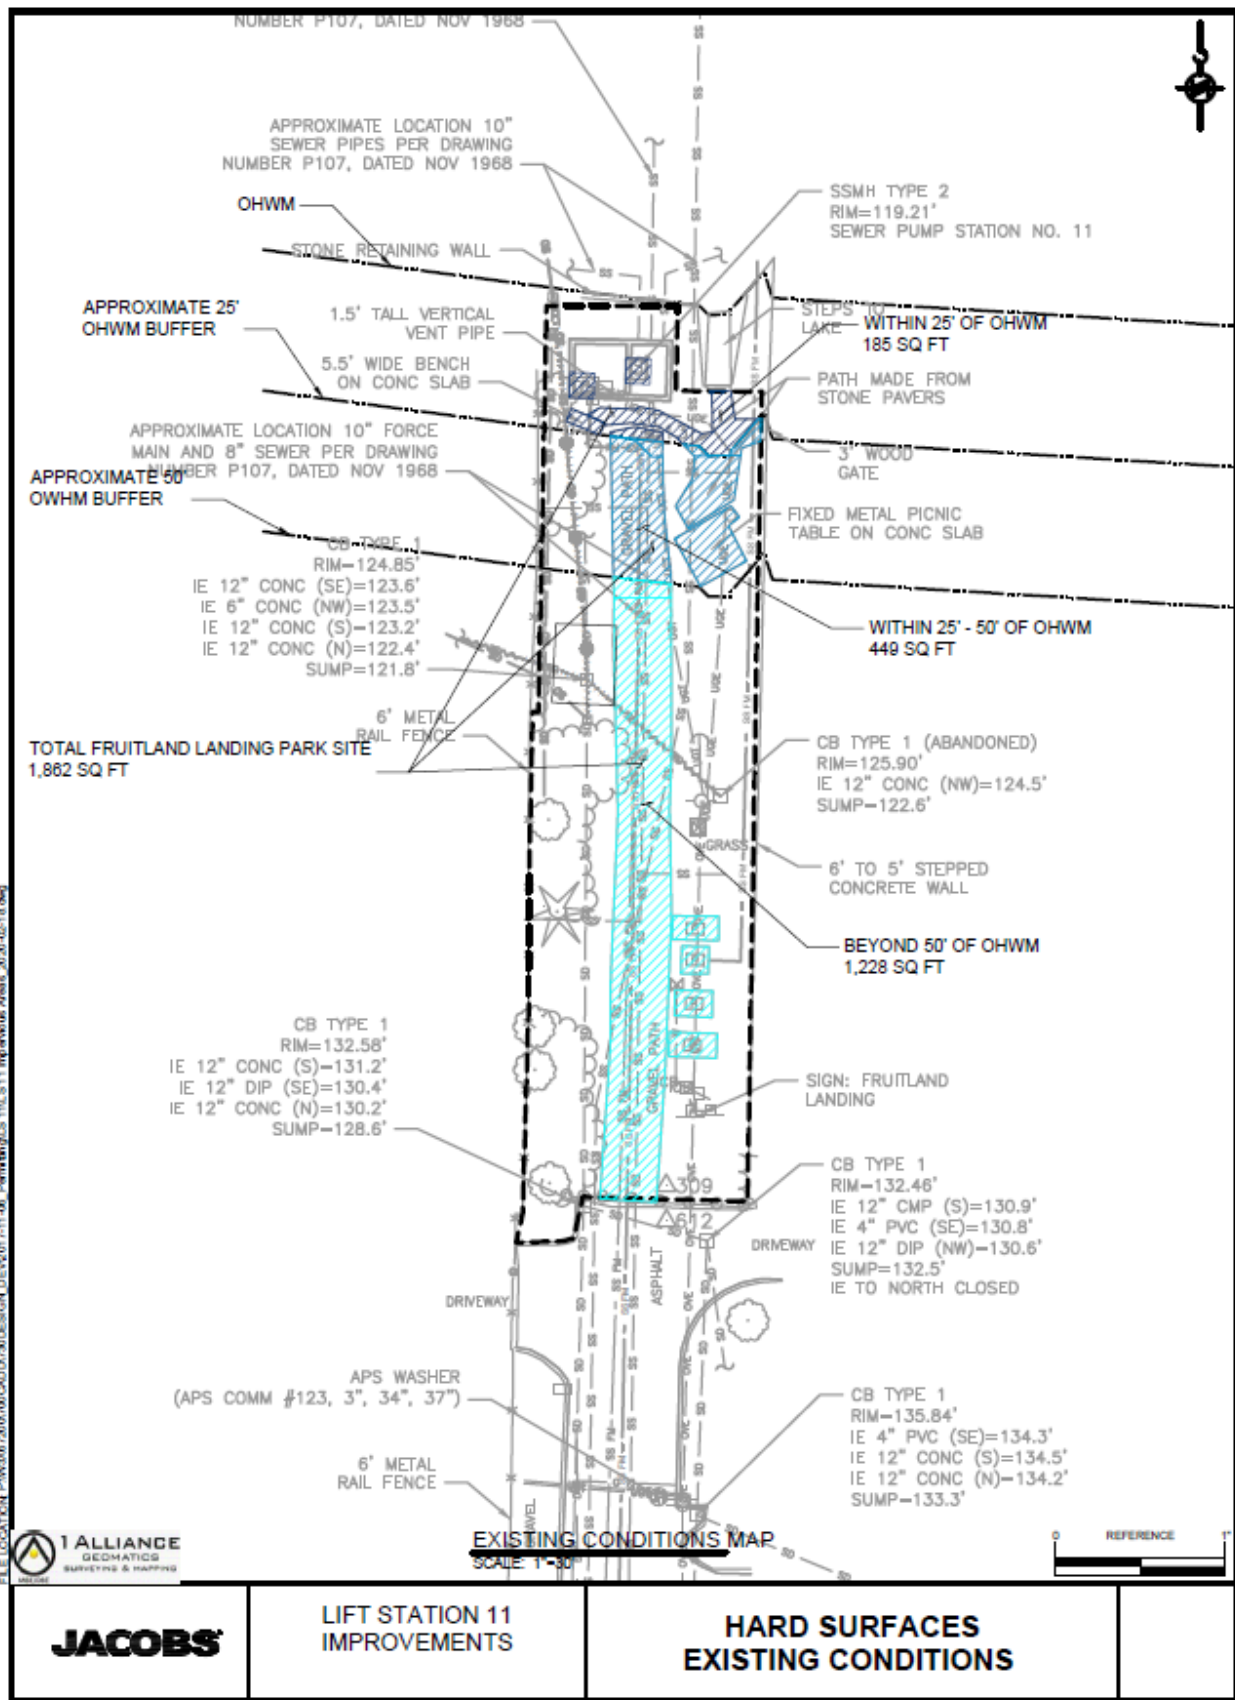 NUMBER P107, DATED NOV 1968
APPROXIMATE LOCATION 10"
SEWER PIPES PER DRAWING
NUMBER P107, DATED NOV 1968
OHWM
STONE RETAINING WALL
SSMH TYPE 2
RIM=119.21'
SEWER PUMP STATION NO. 11
APPROXIMATE 25'
OHWM BUFFER
1.5' TALL VERTICAL
VENT PIPE
STEPS TO
LAKE
WITHIN 25' OF OHWM
185 SQ FT
5.5' WIDE BENCH
ON CONC SLAB
PATH MADE FROM
STONE PAVERS
APPROXIMATE LOCATION 10" FORCE
MAIN AND 8" SEWER PER DRAWING
NUMBER P107, DATED NOV 1968
3' WOOD
GATE
APPROXIMATE 50'
OWHM BUFFER
GRAVEL PATH
FIXED METAL PICNIC
TABLE ON CONC SLAB
CB TYPE 1
RIM=124.85'
IE 12" CONC (SE)=123.6'
IE 6" CONC (NW)=123.5'
IE 12" CONC (S)=123.2'
IE 12" CONC (N)=122.4'
SUMP=121.8'
WITHIN 25' - 50' OF OHWM
449 SQ FT
6' METAL
RAIL FENCE
TOTAL FRUITLAND LANDING PARK SITE
1,862 SQ FT
CB TYPE 1 (ABANDONED)
RIM=125.90'
IE 12" CONC (NW)=124.5'
SUMP=122.6'
GRASS
6' TO 5' STEPPED
CONCRETE WALL
BEYOND 50' OF OHWM
1,228 SQ FT
CB TYPE 1
RIM=132.58'
IE 12" CONC (S)=131.2'
IE 12" DIP (SE)=130.4'
IE 12" CONC (N)=130.2'
SUMP=128.6'
GRAVEL PATH
SIGN: FRUITLAND
LANDING
309
612
CB TYPE 1
RIM=132.46'
IE 12" CMP (S)=130.9'
IE 4" PVC (SE)=130.8'
IE 12" DIP (NW)=130.6'
SUMP=132.5'
IE TO NORTH CLOSED
DRIVEWAY
ASPHALT
DRIVEWAY
APS WASHER
(APS COMM #123, 3", 34", 37")
CB TYPE 1
RIM=135.84'
IE 4" PVC (SE)=134.3'
IE 12" CONC (S)=134.5'
IE 12" CONC (N)=134.2'
SUMP=133.3'
6' METAL
RAIL FENCE
1 ALLIANCE
GEOMATICS
SURVEYING & MAPPING
EXISTING CONDITIONS MAP
SCALE: 1"=30'
0 REFERENCE 1"
JACOBS
LIFT STATION 11
IMPROVEMENTS
HARD SURFACES
EXISTING CONDITIONS